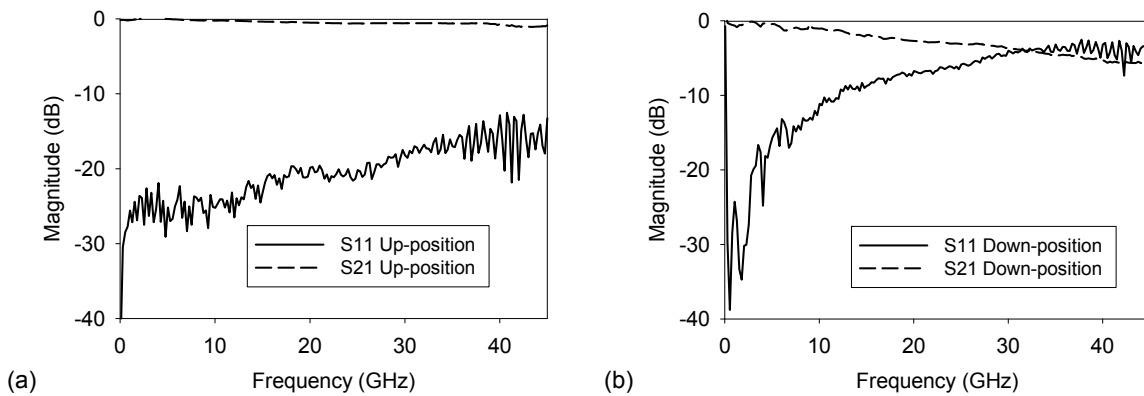 0
-10
-20
-30
-40
Magnitude (dB)
S11 Up-position
S21 Up-position
0 10 20 30 40
Frequency (GHz)
(a)
0
-10
-20
-30
-40
Magnitude (dB)
S11 Down-position
S21 Down-position
0 10 20 30 40
Frequency (GHz)
(b)